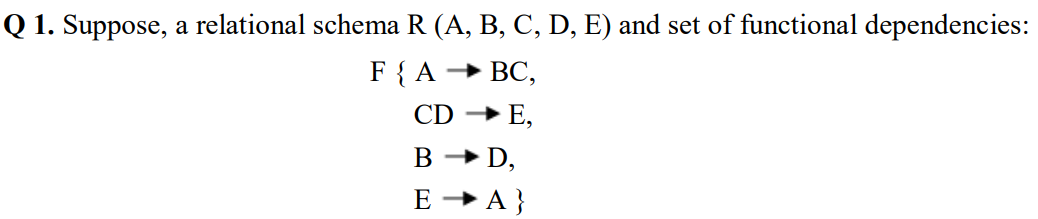 Q 1. Suppose, a relational schema R (A, B, C, D, E) and set of functional dependencies:
F { A → BC,
CD → E,
B → D,
E → A }